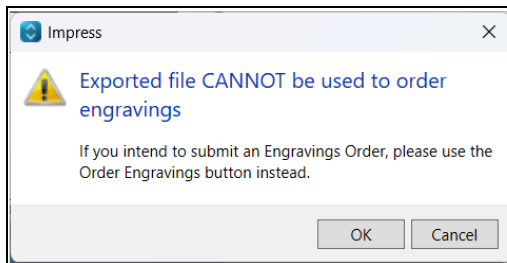 Impress
Exported file CANNOT be used to order
engravings
If you intend to submit an Engravings Order, please use the
Order Engravings button instead.
OK
Cancel